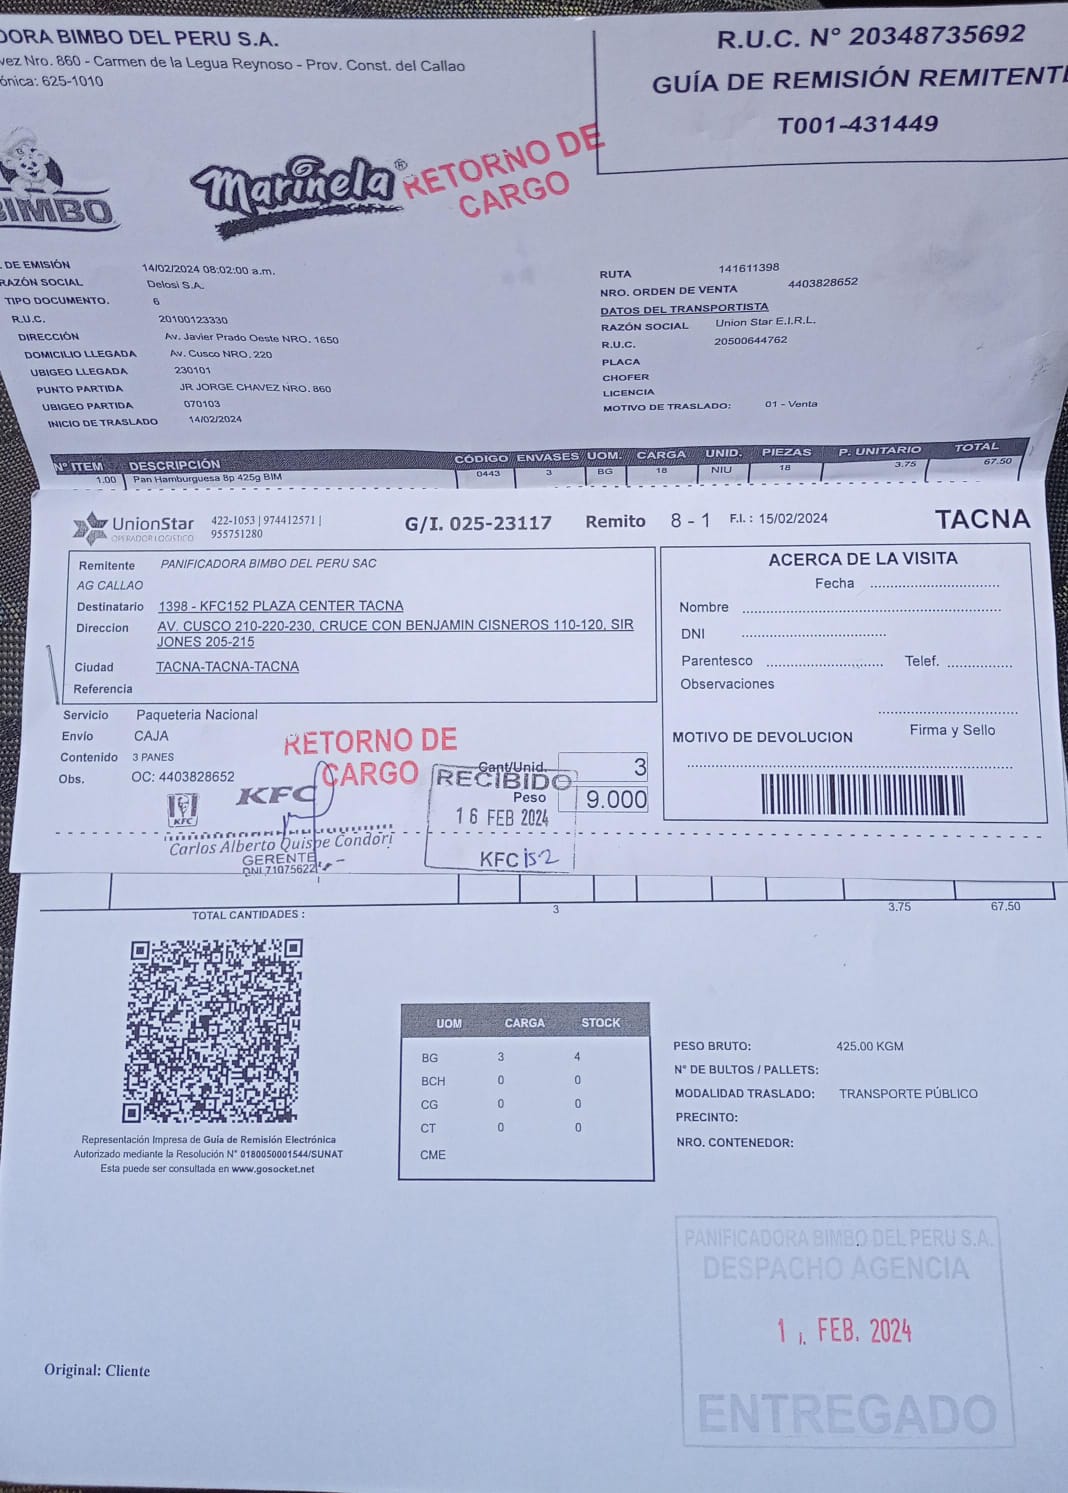 DORA BIMBO DEL PERU S.A.
vez Nro. 860 - Carmen de la Legua Reynoso - Prov. Const. del Callao
ónica: 625-1010
R.U.C. N° 20348735692
GUÍA DE REMISIÓN REMITENTE
T001-431449
BIMBO
Marinela®
RETORNO DE
CARGO
DE EMISIÓN 14/02/2024 08:02:00 a.m.
RAZÓN SOCIAL Delosi S.A.
TIPO DOCUMENTO. 6
R.U.C. 20100123330
DIRECCIÓN Av. Javier Prado Oeste NRO. 1650
DOMICILIO LLEGADA Av. Cusco NRO. 220
UBIGEO LLEGADA 230101
PUNTO PARTIDA JR JORGE CHAVEZ NRO. 860
UBIGEO PARTIDA 070103
INICIO DE TRASLADO 14/02/2024
RUTA 141611398
NRO. ORDEN DE VENTA 4403828652
DATOS DEL TRANSPORTISTA
RAZÓN SOCIAL Union Star E.I.R.L.
R.U.C. 20500644762
PLACA
CHOFER
LICENCIA
MOTIVO DE TRASLADO: 01 - Venta
N° ITEM DESCRIPCIÓN CÓDIGO ENVASES UOM. CARGA UNID. PIEZAS P. UNITARIO TOTAL
1.00 Pan Hamburguesa 8p 425g BIM 0443 3 BG 18 NIU 18 3.75 67.50
UnionStar
OPERADOR LOGISTICO
422-1053 | 974412571 |
955751280
G/I. 025-23117 Remito 8 - 1 F.I. : 15/02/2024 TACNA
Remitente PANIFICADORA BIMBO DEL PERU SAC
AG CALLAO
Destinatario 1398 - KFC152 PLAZA CENTER TACNA
Direccion AV. CUSCO 210-220-230, CRUCE CON BENJAMIN CISNEROS 110-120, SIR
JONES 205-215
Ciudad TACNA-TACNA-TACNA
Referencia
ACERCA DE LA VISITA
Fecha
Nombre
DNI
Parentesco Telef.
Observaciones
Firma y Sello
MOTIVO DE DEVOLUCION
Servicio Paqueteria Nacional
Envío CAJA
Contenido 3 PANES
Obs. OC: 4403828652
RETORNO DE
CARGO
Cant/Unid. 3
Peso 9.000
RECIBIDO
16 FEB 2024
KFC 152
KFC
KFC
Carlos Alberto Quispe Condori
GERENTE
DNI 71075622
TOTAL CANTIDADES : 3 3.75 67.50
Representación Impresa de Guía de Remisión Electrónica
Autorizado mediante la Resolución N° 0180050001544/SUNAT
Esta puede ser consultada en www.gosocket.net
UOM CARGA STOCK
BG 3 4
BCH 0 0
CG 0 0
CT 0 0
CME
PESO BRUTO: 425.00 KGM
N° DE BULTOS / PALLETS:
MODALIDAD TRASLADO: TRANSPORTE PÚBLICO
PRECINTO:
NRO. CONTENEDOR:
PANIFICADORA BIMBO DEL PERU S.A.
DESPACHO AGENCIA
FEB. 2024
ENTREGADO
Original: Cliente